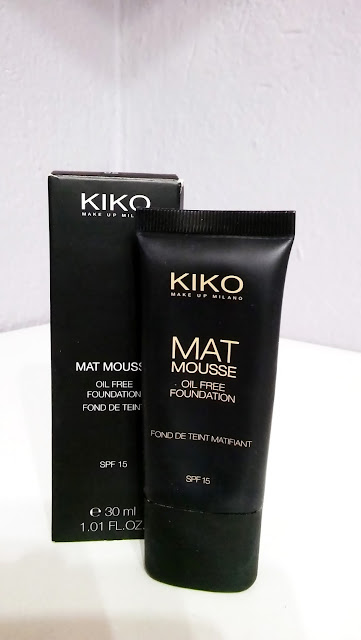 KIKO
MAKE UP MILANO
MAT MOUSS
OIL FREE
FOUNDATION
FOND DE TEINT
SPF 15
e 30 ml
1.01 FL.OZ.
KIKO
MAKE UP MILANO
MAT
MOUSSE
OIL FREE
FOUNDATION
FOND DE TEINT MATIFIANT
SPF 15